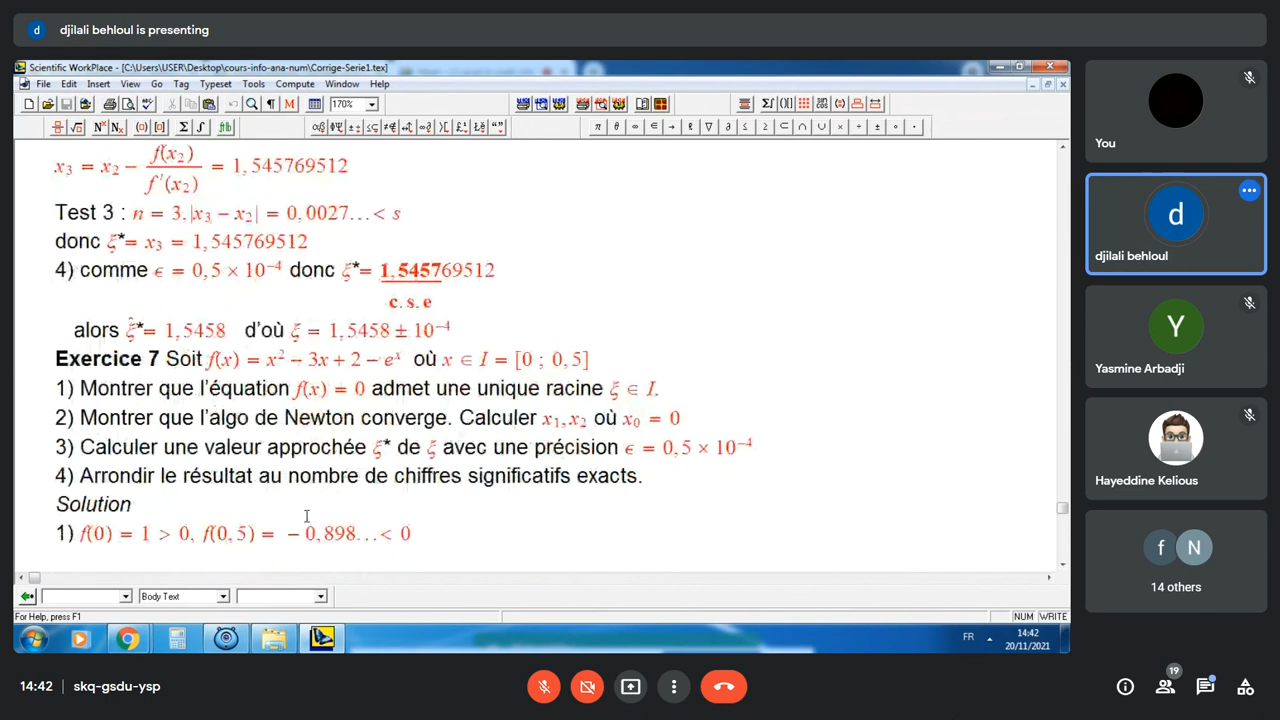 d djilali behloul is presenting
Scientific WorkPlace - [C:\Users\USER\Desktop\cours-info-ana-num\Corrige-Serie1.tex]
File Edit Insert View Go Tag Typeset Tools Compute Window Help
170%
x₃ = x₂ − f(x₂)/f′(x₂) = 1,545769512
Test 3 : n = 3, |x₃ − x₂| = 0,0027... < s
donc ξ*= x₃ = 1,545769512
4) comme ϵ = 0,5 × 10⁻⁴ donc ξ*= 1,545769512
c.s.e
alors ξ̂*= 1,5458 d'où ξ = 1,5458 ± 10⁻⁴
Exercice 7 Soit f(x) = x² − 3x + 2 − eˣ où x ∈ I = [0 ; 0,5]
1) Montrer que l'équation f(x) = 0 admet une unique racine ξ ∈ I.
2) Montrer que l'algo de Newton converge. Calculer x₁, x₂ où x₀ = 0
3) Calculer une valeur approchée ξ* de ξ avec une précision ϵ = 0,5 × 10⁻⁴
4) Arrondir le résultat au nombre de chiffres significatifs exacts.
Solution
1) f(0) = 1 > 0, f(0,5) = −0,898... < 0
Body Text
For Help, press F1
NUM WRITE
FR
14:42
20/11/2021
You
d
djilali behloul
Y
Yasmine Arbadji
Hayeddine Kelious
f N
14 others
14:42 | skq-gsdu-ysp
19